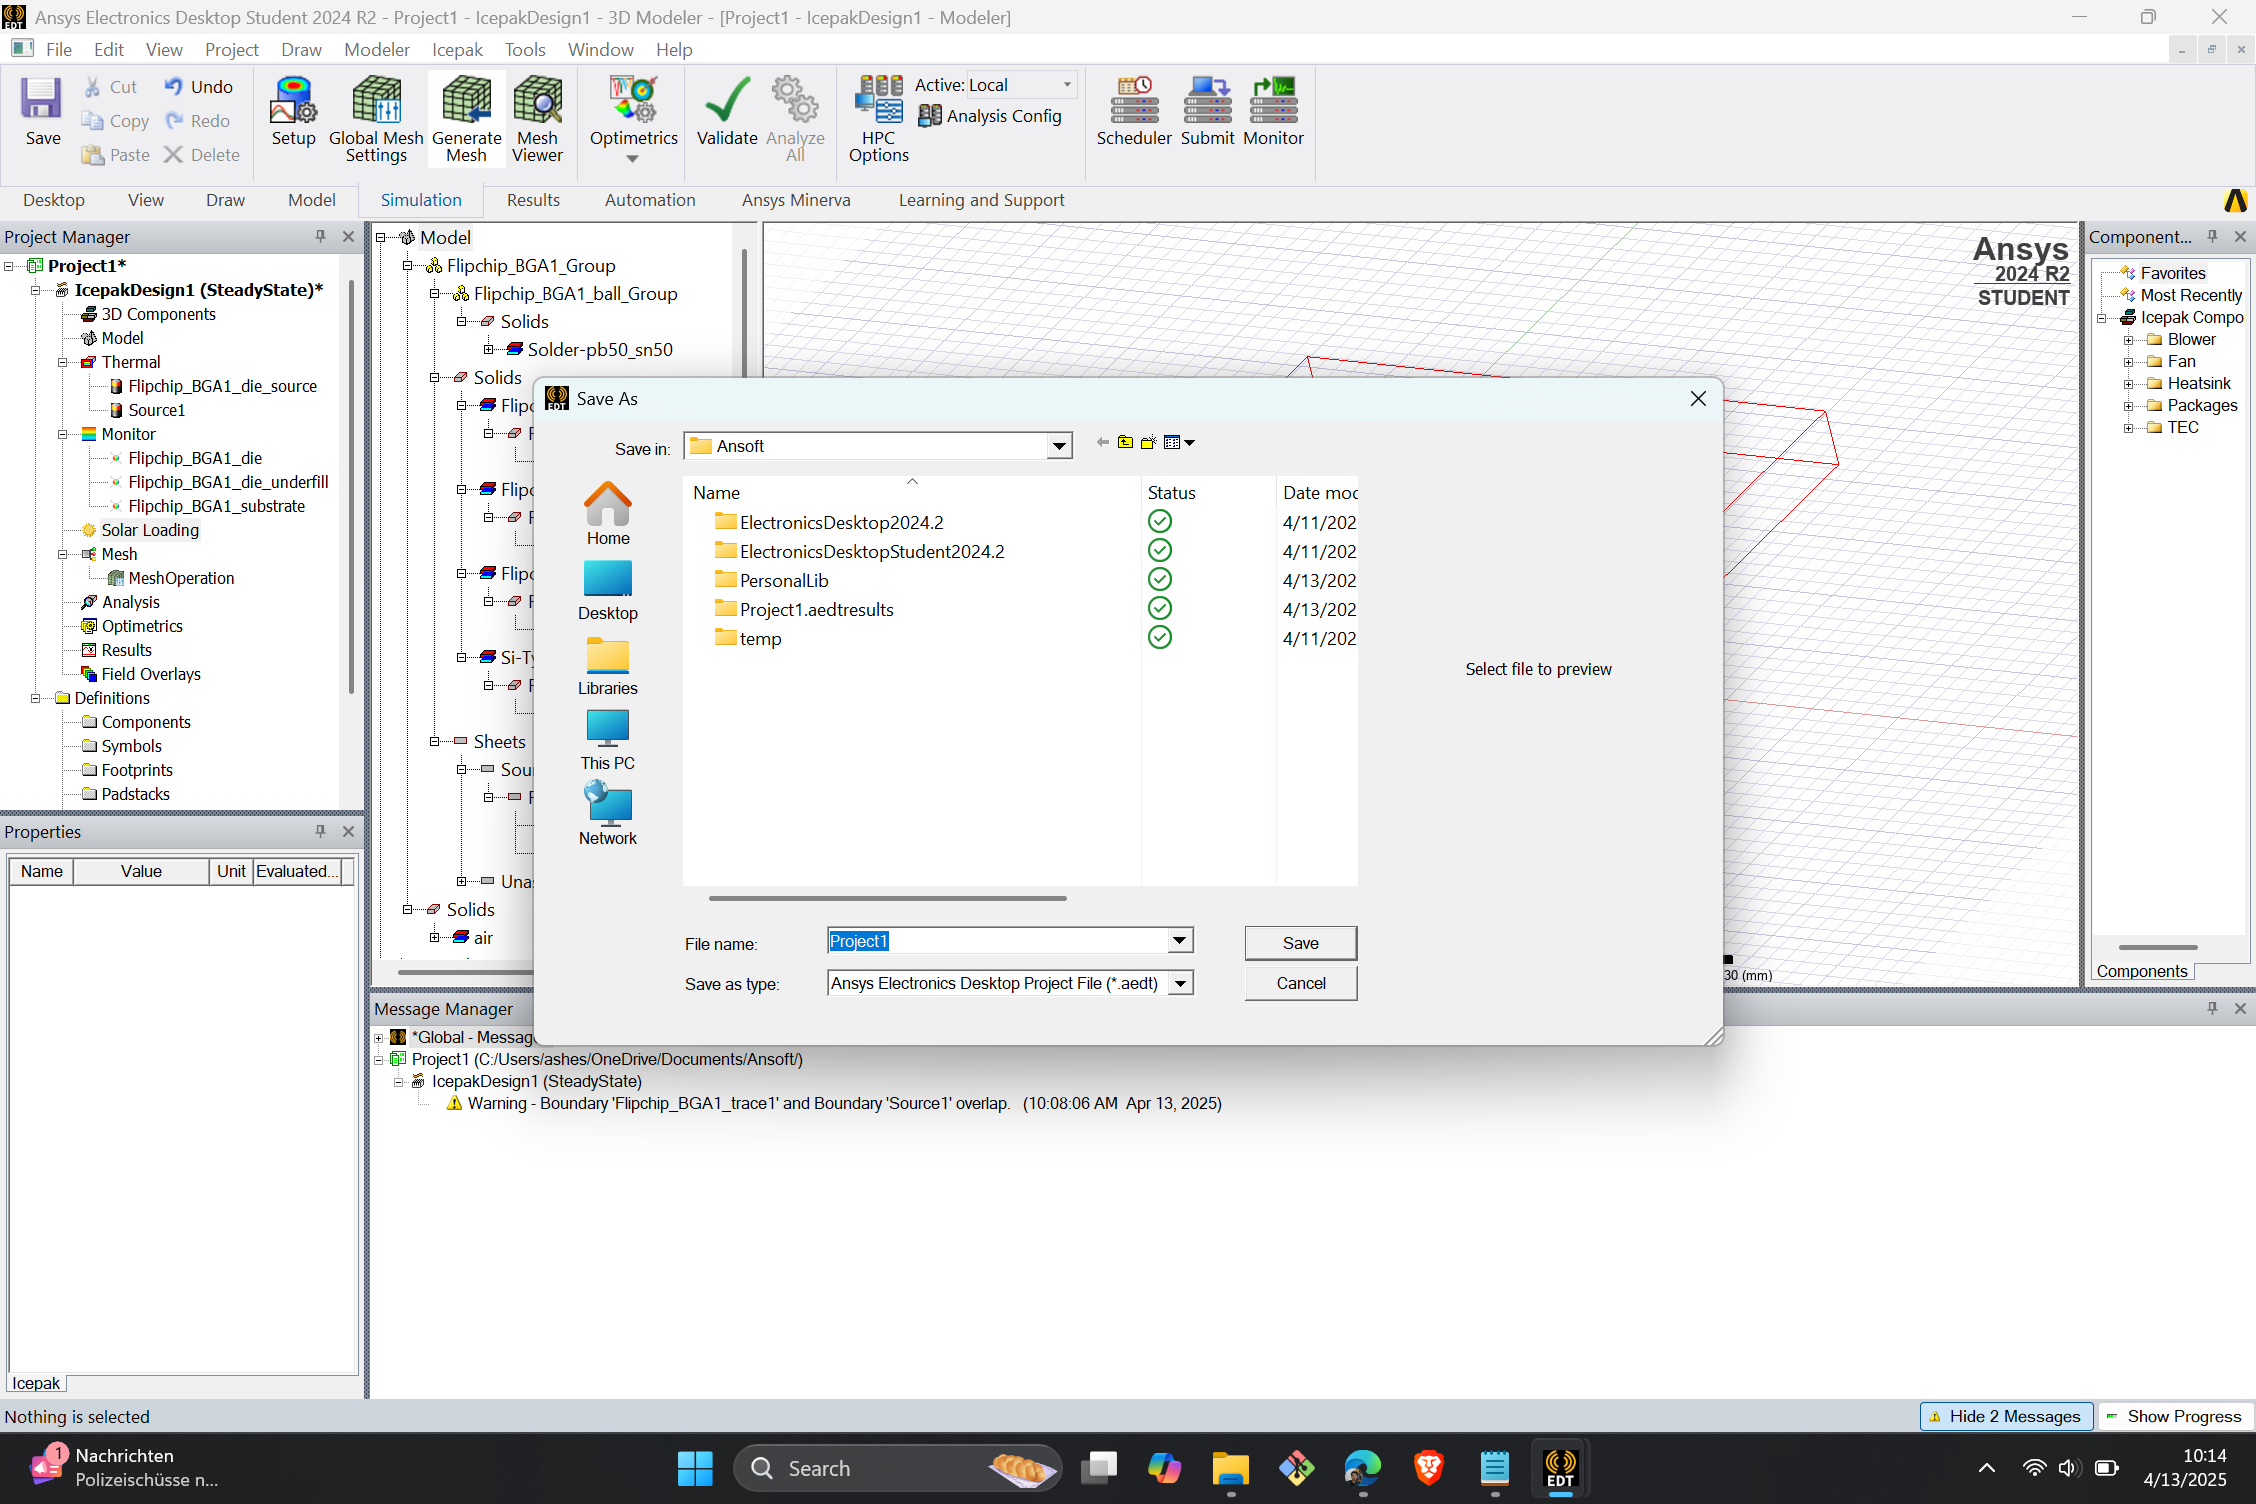 Ansys Electronics Desktop Student 2024 R2 - Project1 - IcepakDesign1 - 3D Modeler - [Project1 - IcepakDesign1 - Modeler]
File Edit View Project Draw Modeler Icepak Tools Window Help
Save
Cut
Copy
Paste
Undo
Redo
Delete
Setup
Global Mesh Settings
Generate Mesh
Mesh Viewer
Optimetrics
Validate
Analyze All
HPC Options
Active: Local
Analysis Config
Scheduler
Submit
Monitor
Desktop View Draw Model Simulation Results Automation Ansys Minerva Learning and Support
Project Manager
Project1*
IcepakDesign1 (SteadyState)*
3D Components
Model
Thermal
Flipchip_BGA1_die_source
Source1
Monitor
Flipchip_BGA1_die
Flipchip_BGA1_die_underfill
Flipchip_BGA1_substrate
Solar Loading
Mesh
MeshOperation
Analysis
Optimetrics
Results
Field Overlays
Definitions
Components
Symbols
Footprints
Padstacks
Properties
Name Value Unit Evaluated...
Icepak
Model
Flipchip_BGA1_Group
Flipchip_BGA1_ball_Group
Solids
Solder-pb50_sn50
Solids
Flipc
Flipc
Flipc
Si-Ty
Sheets
Sour
Unas
Solids
air
Ansys
2024 R2
STUDENT
30 (mm)
Save As
EDT
Save in: Ansoft
Home
Desktop
Libraries
This PC
Network
Name Status Date moc
ElectronicsDesktop2024.2 4/11/202
ElectronicsDesktopStudent2024.2 4/11/202
PersonalLib 4/13/202
Project1.aedtresults 4/13/202
temp 4/11/202
Select file to preview
File name: Project1
Save
Save as type: Ansys Electronics Desktop Project File (*.aedt)
Cancel
Component...
Favorites
Most Recently
Icepak Compo
Blower
Fan
Heatsink
Packages
TEC
Components
Message Manager
*Global - Messag
Project1 (C:/Users/ashes/OneDrive/Documents/Ansoft/)
IcepakDesign1 (SteadyState)
Warning - Boundary 'Flipchip_BGA1_trace1' and Boundary 'Source1' overlap. (10:08:06 AM Apr 13, 2025)
Nothing is selected
Hide 2 Messages
Show Progress
1
Nachrichten
Polizeischüsse n...
Search
EDT
10:14
4/13/2025